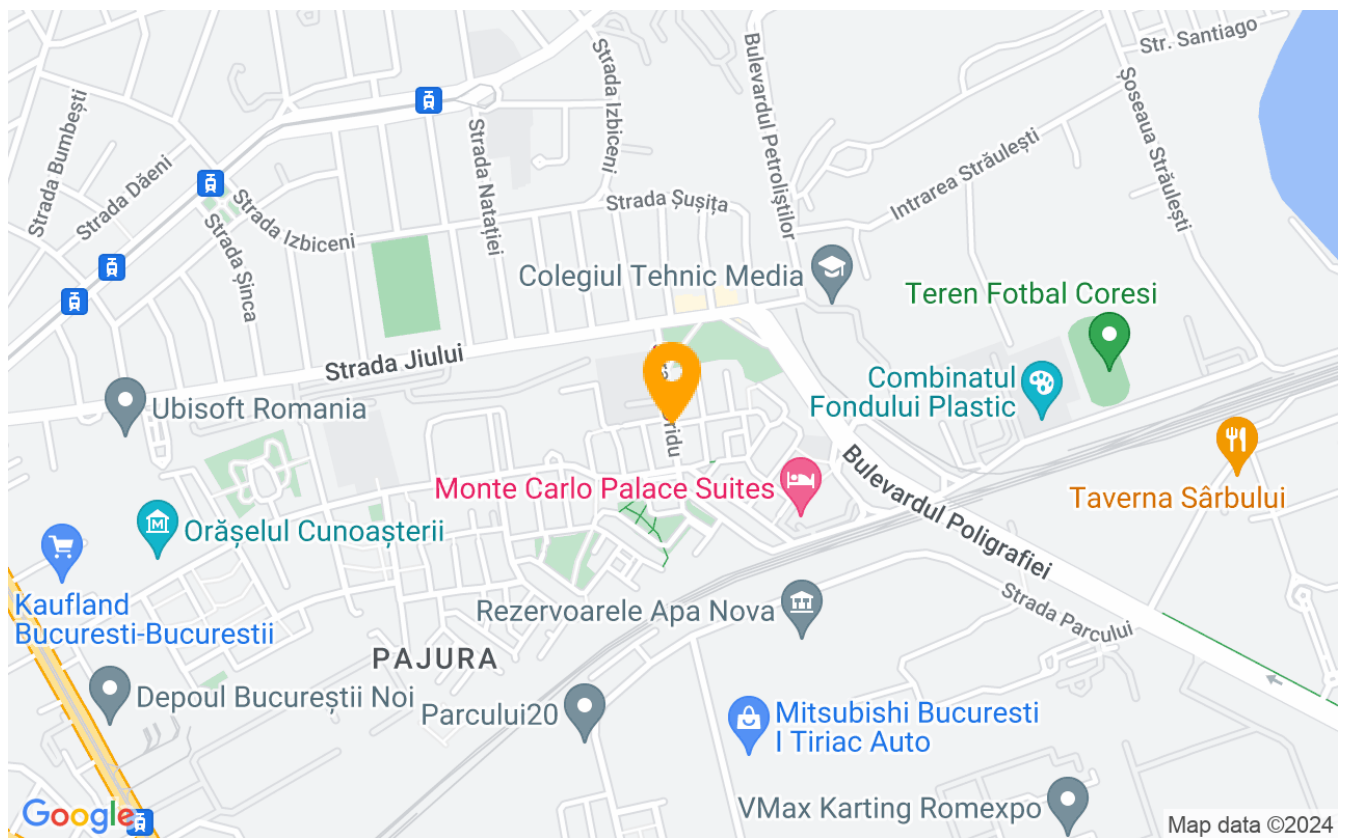 Str. Santiago
Bulevardul Petroliștilor
Șoseaua Străulești
Strada Izbiceni
Strada Bumbești
Strada Dăeni
Strada Natației
Intrarea Străulești
Strada Izbiceni
Strada Șușița
Strada Șinca
Colegiul Tehnic Media
Teren Fotbal Coresi
Strada Jiului
Combinatul
Fondului Plastic
Ubisoft Romania
Monte Carlo Palace Suites
Bulevardul Poligrafiei
Taverna Sârbului
Orășelul Cunoașterii
Kaufland
Bucuresti-Bucurestii
Rezervoarele Apa Nova
Strada Parcului
PAJURA
Depoul Bucureștii Noi
Parcului20
Mitsubishi Bucuresti
I Tiriac Auto
VMax Karting Romexpo
Google
Map data ©2024